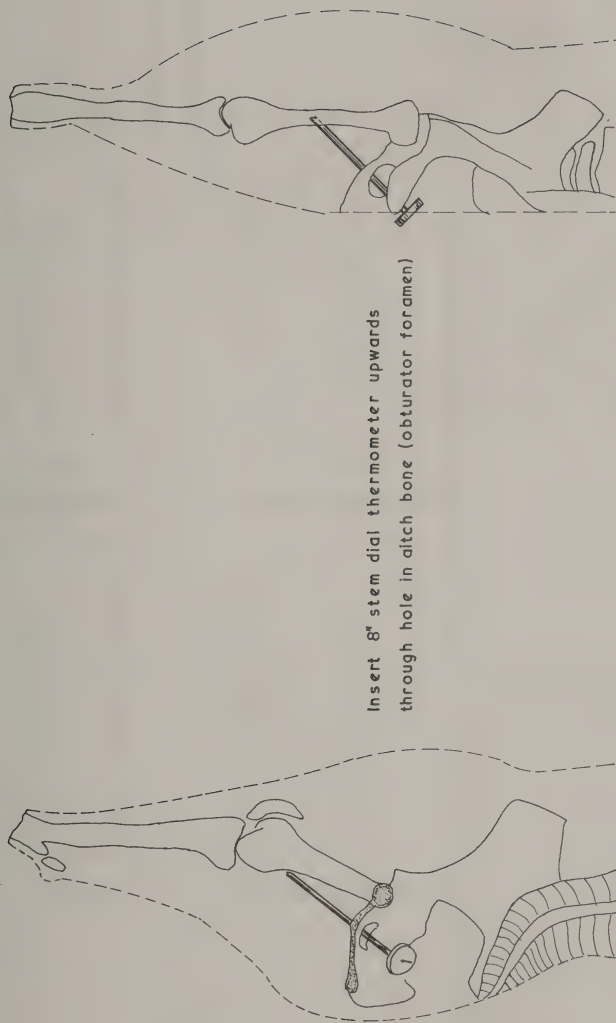 Insert 8" stem dial thermometer upwards
through hole in aitch bone (obturator foramen)